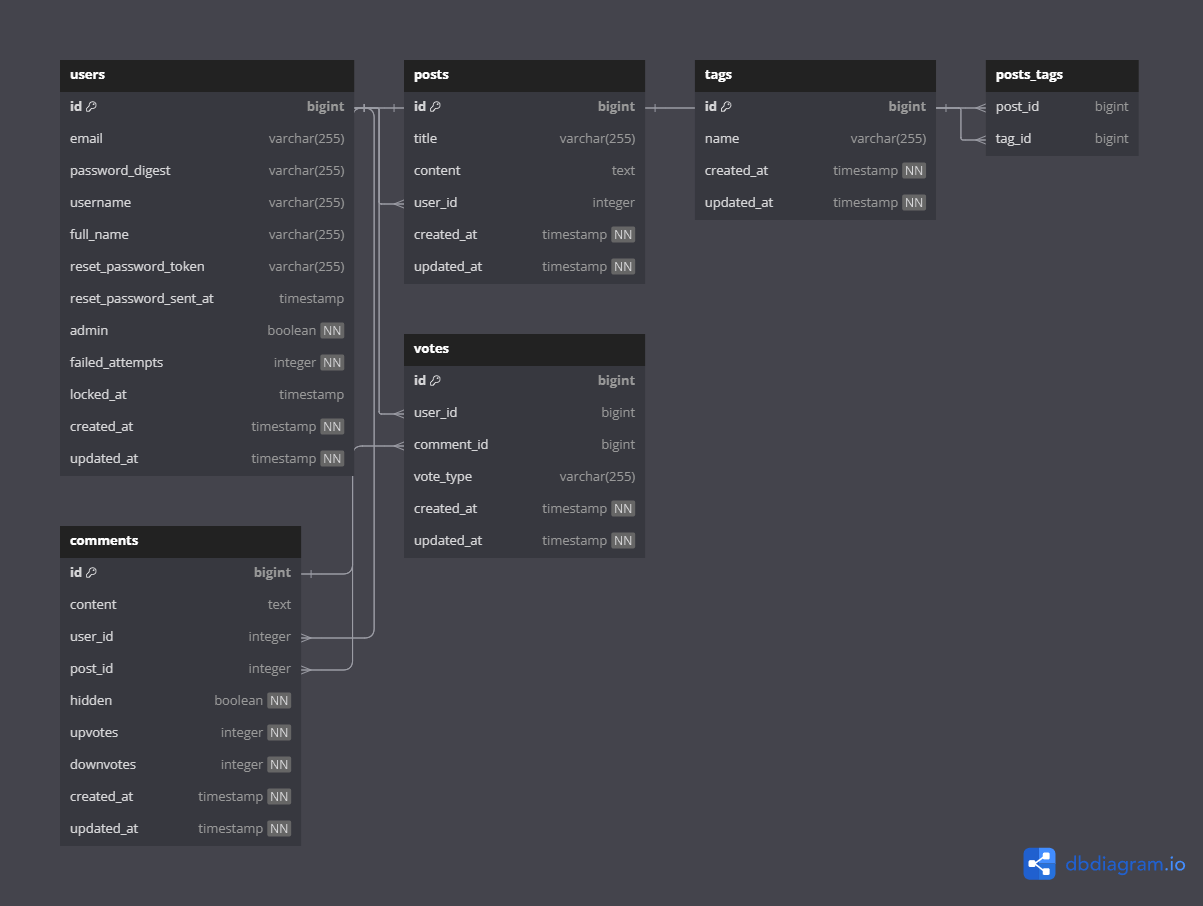 users
id bigint
email varchar(255)
password_digest varchar(255)
username varchar(255)
full_name varchar(255)
reset_password_token varchar(255)
reset_password_sent_at timestamp
admin boolean NN
failed_attempts integer NN
locked_at timestamp
created_at timestamp NN
updated_at timestamp NN
posts
id bigint
title varchar(255)
content text
user_id integer
created_at timestamp NN
updated_at timestamp NN
tags
id bigint
name varchar(255)
created_at timestamp NN
updated_at timestamp NN
posts_tags
post_id bigint
tag_id bigint
votes
id bigint
user_id bigint
comment_id bigint
vote_type varchar(255)
created_at timestamp NN
updated_at timestamp NN
comments
id bigint
content text
user_id integer
post_id integer
hidden boolean NN
upvotes integer NN
downvotes integer NN
created_at timestamp NN
updated_at timestamp NN
dbdiagram.io